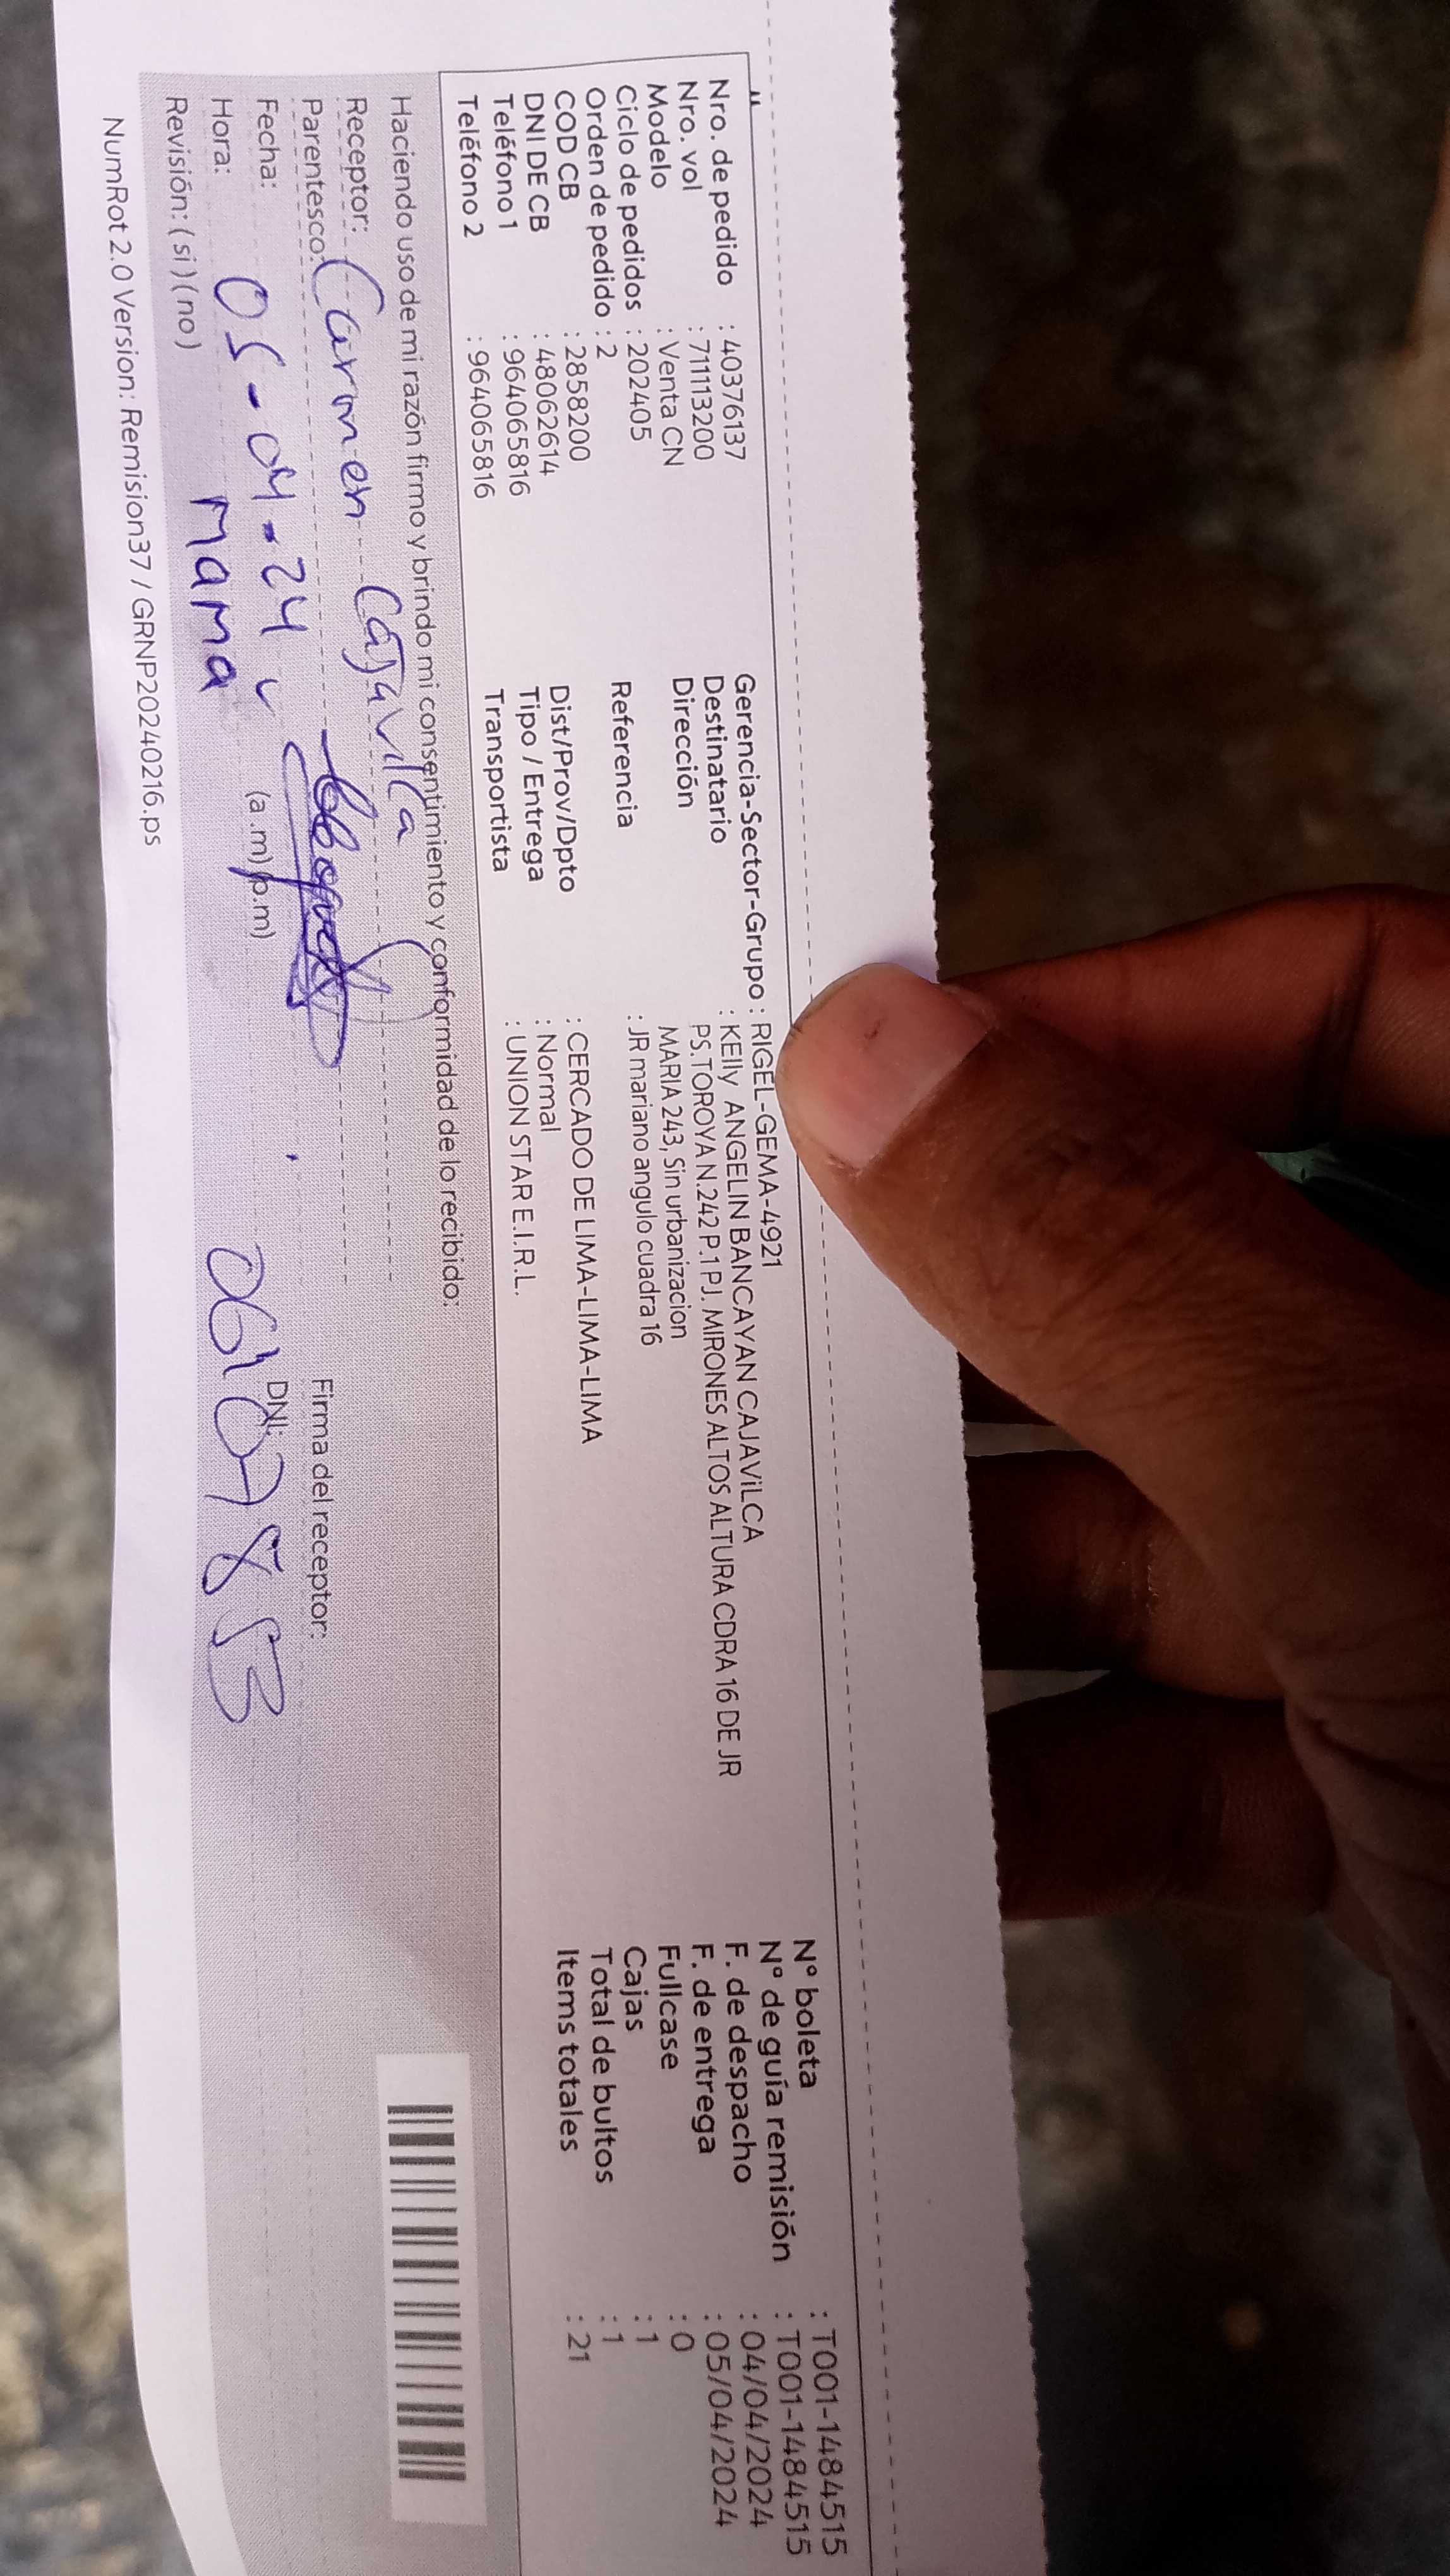 Nro. de pedido : 40376137
Nro. vol : 711113200
Modelo : Venta CN
Ciclo de pedidos : 202405
Orden de pedido : 2
COD CB : 2858200
DNI DE CB : 48062614
Teléfono 1 : 964065816
Teléfono 2 : 964065816
Gerencia-Sector-Grupo : RIGEL-GEMA-4921
Destinatario : KElly ANGELIN BANCAYAN CAJAViLCA
Dirección PS.TOROYA N.242 P.1 PJ. MIRONES ALTOS ALTURA CDRA 16 DE JR
MARIA 243, Sin urbanizacion
Referencia : JR mariano angulo cuadra 16
Dist/Prov/Dpto : CERCADO DE LIMA-LIMA-LIMA
Tipo / Entrega : Normal
Transportista : UNION STAR E.I.R.L.
N° boleta : T001-1484515
N° de guía remisión : T001-1484515
F. de despacho : 04/04/2024
F. de entrega : 05/04/2024
Fullcase : 0
Cajas : 1
Total de bultos : 1
Items totales : 21
Haciendo uso de mi razón firmo y brindo mi consentimiento y conformidad de lo recibido:
Receptor: Carmen Cajavilca
Parentesco:
Firma del receptor:
Fecha: 05-04-24
DNI: 06107853
Hora: (a.m) (p.m)
mama
Revisión: ( si ) ( no )
NumRot 2.0 Version: Remision37 / GRNP20240216.ps